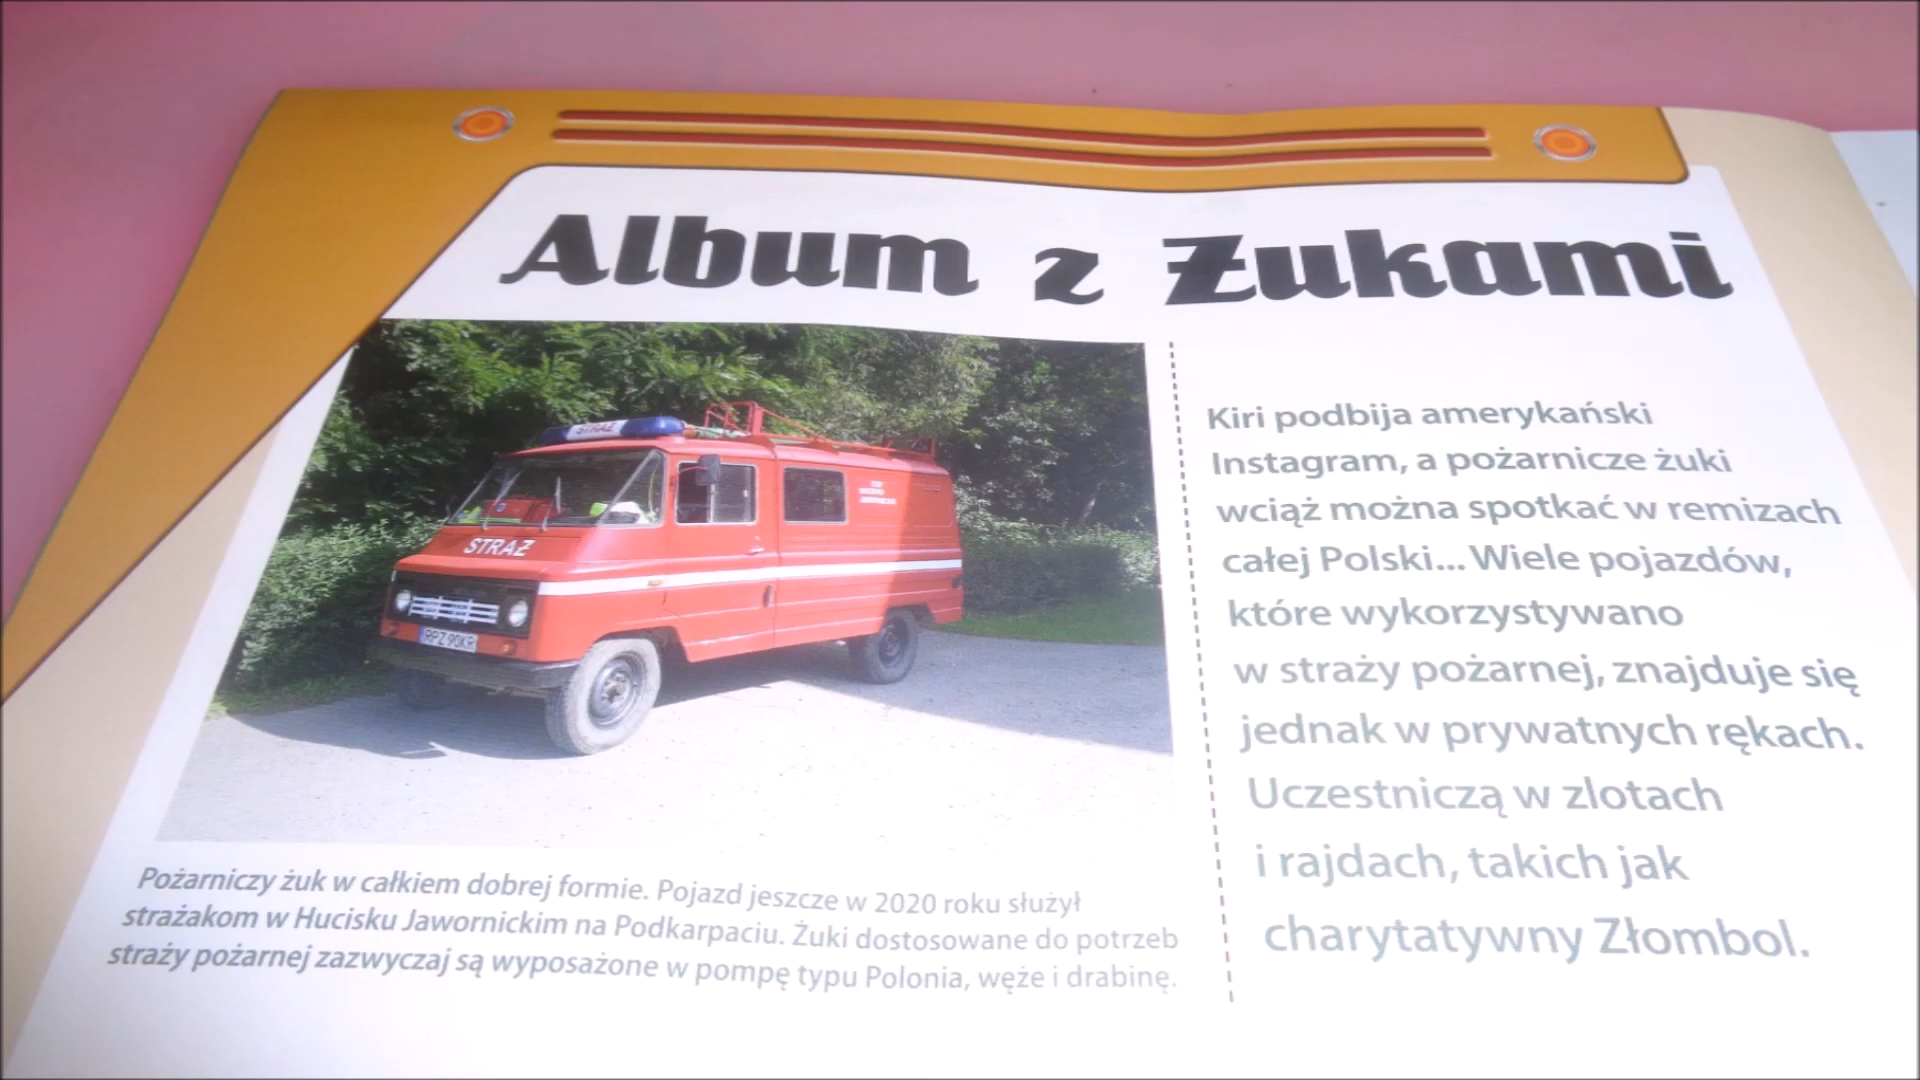 Album z Żukami
STRAŻ
STRAŻ
RPZ 90KR
Kiri podbija amerykański
Instagram, a pożarnicze żuki
wciąż można spotkać w remizach
całej Polski... Wiele pojazdów,
które wykorzystywano
w straży pożarnej, znajduje się
jednak w prywatnych rękach.
Uczestniczą w zlotach
i rajdach, takich jak
charytatywny Złombol.
Pożarniczy żuk w całkiem dobrej formie. Pojazd jeszcze w 2020 roku służył
strażakom w Hucisku Jawornickim na Podkarpaciu. Żuki dostosowane do potrzeb
straży pożarnej zazwyczaj są wyposażone w pompę typu Polonia, węże i drabinę.